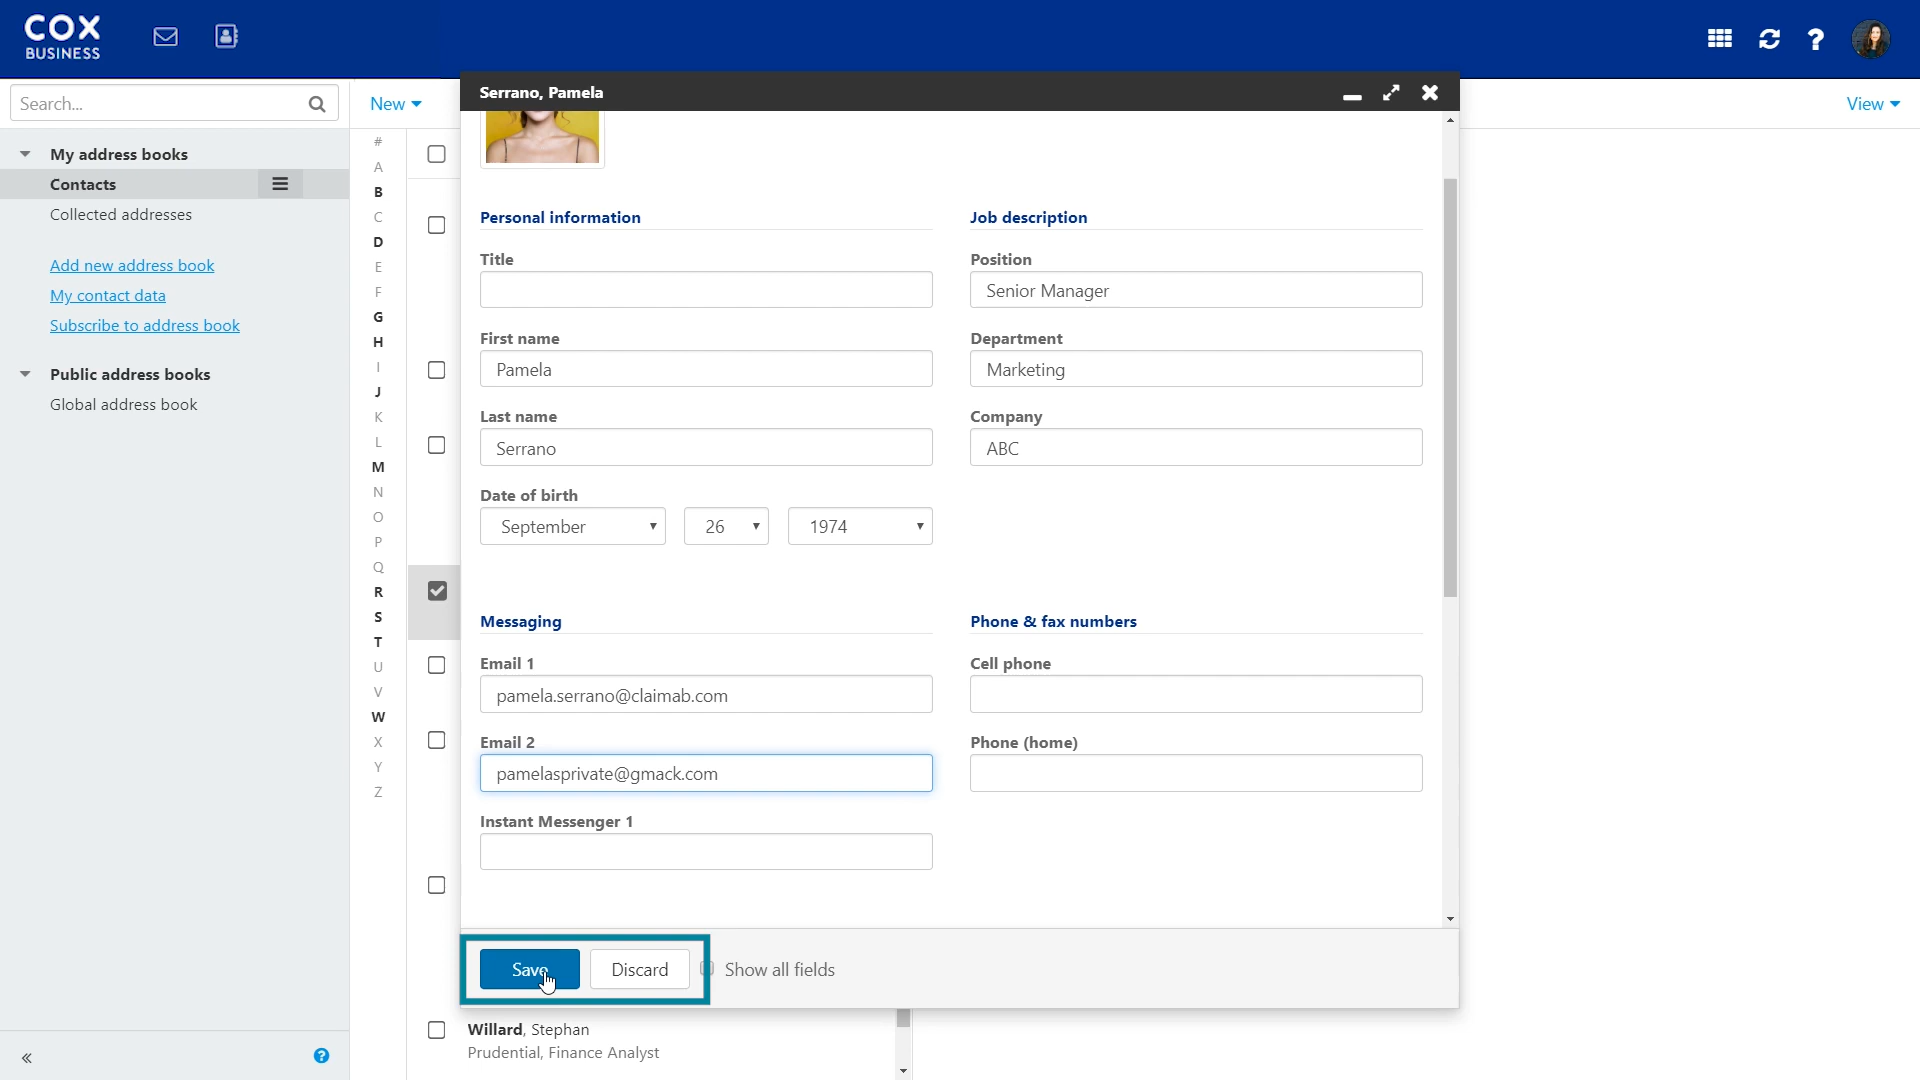 COX
BUSINESS
Search...
New
View
My address books
Contacts
Collected addresses
Add new address book
My contact data
Subscribe to address book
Public address books
Global address book
#
A
B
C
D
E
F
G
H
I
J
K
L
M
N
O
P
Q
R
S
T
U
V
W
X
Y
Z
Serrano, Pamela
Personal information
Title
First name
Pamela
Last name
Serrano
Date of birth
September 26 1974
Job description
Position
Senior Manager
Department
Marketing
Company
ABC
Messaging
Email 1
pamela.serrano@claimab.com
Email 2
pamelasprivate@gmack.com
Instant Messenger 1
Phone & fax numbers
Cell phone
Phone (home)
Save Discard Show all fields
Willard, Stephan
Prudential, Finance Analyst